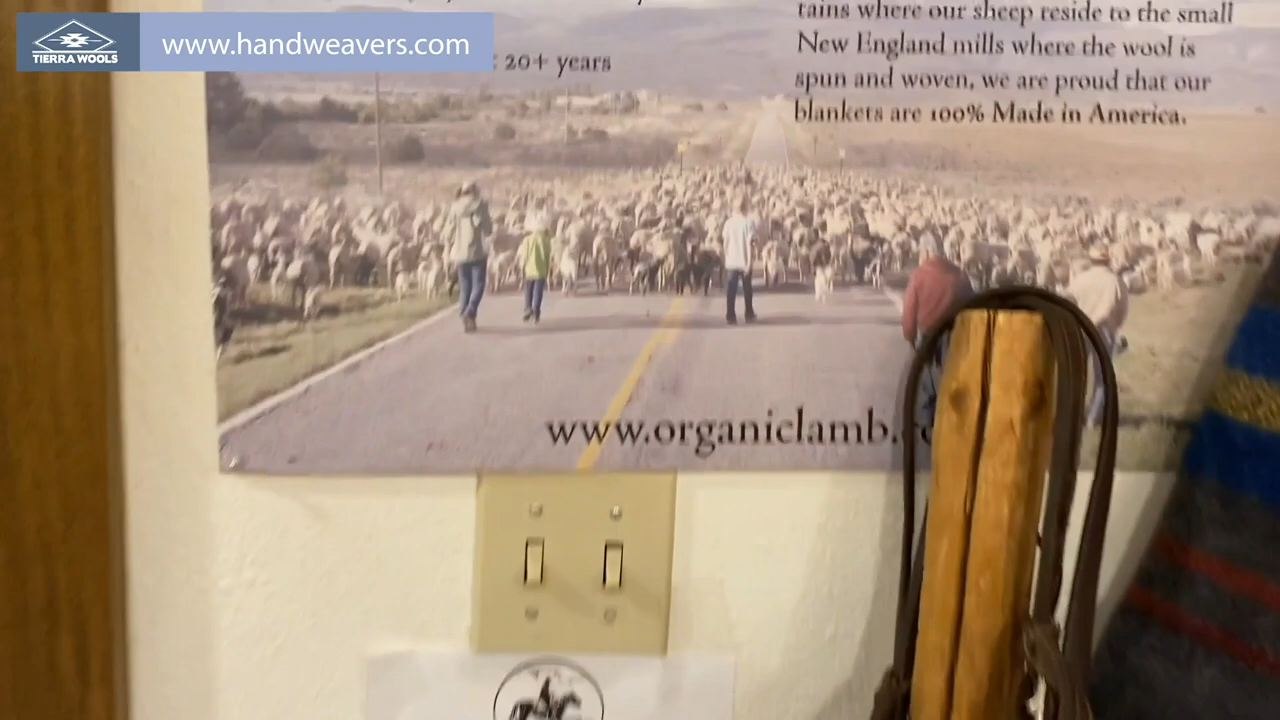 TIERRA WOOLS
www.handweavers.com
20+ years
tains where our sheep reside to the small
New England mills where the wool is
spun and woven, we are proud that our
blankets are 100% Made in America.
www.organiclamb.